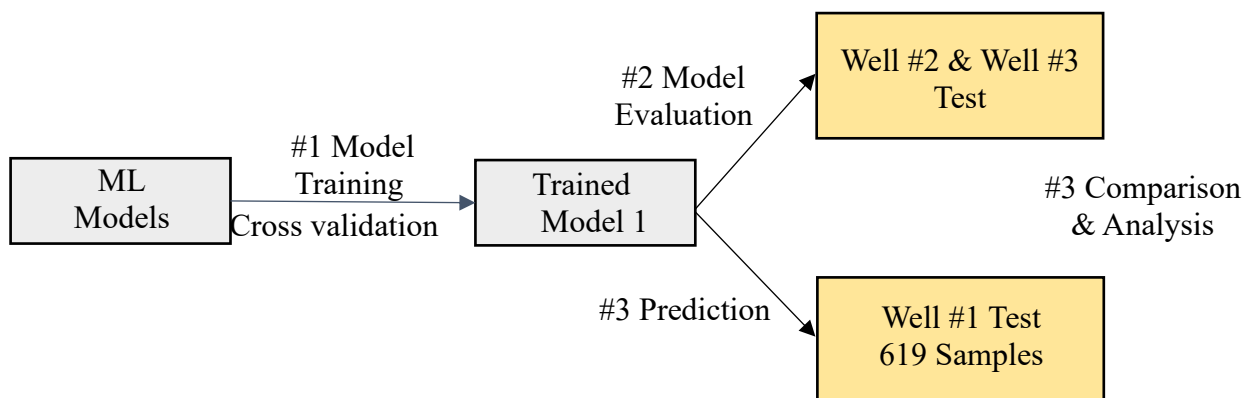 ML
Models
#1 Model
Training
Cross validation
Trained
Model 1
#2 Model
Evaluation
Well #2 & Well #3
Test
#3 Prediction
Well #1 Test
619 Samples
#3 Comparison
& Analysis